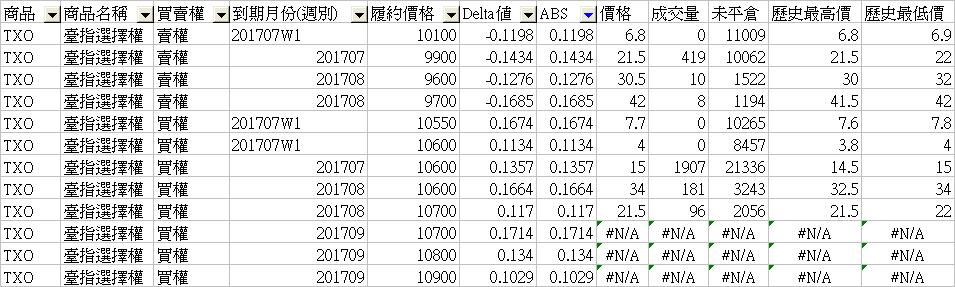 商品 商品名稱 買賣權 到期月份(週別) 履約價格 Delta值 ABS 價格 成交量 未平倉 歷史最高價 歷史最低價
TXO 臺指選擇權 賣權 201707W1 10100 -0.1198 0.1198 6.8 0 11009 6.8 6.9
TXO 臺指選擇權 賣權 201707 9900 -0.1434 0.1434 21.5 419 10062 21.5 22
TXO 臺指選擇權 賣權 201708 9600 -0.1276 0.1276 30.5 10 1522 30 32
TXO 臺指選擇權 賣權 201708 9700 -0.1685 0.1685 42 8 1194 41.5 42
TXO 臺指選擇權 買權 201707W1 10550 0.1674 0.1674 7.7 0 10265 7.6 7.8
TXO 臺指選擇權 買權 201707W1 10600 0.1134 0.1134 4 0 8457 3.8 4
TXO 臺指選擇權 買權 201707 10600 0.1357 0.1357 15 1907 21336 14.5 15
TXO 臺指選擇權 買權 201708 10600 0.1664 0.1664 34 181 3243 32.5 34
TXO 臺指選擇權 買權 201708 10700 0.117 0.117 21.5 96 2056 21.5 22
TXO 臺指選擇權 買權 201709 10700 0.1714 0.1714 #N/A #N/A #N/A #N/A #N/A
TXO 臺指選擇權 買權 201709 10800 0.134 0.134 #N/A #N/A #N/A #N/A #N/A
TXO 臺指選擇權 買權 201709 10900 0.1029 0.1029 #N/A #N/A #N/A #N/A #N/A